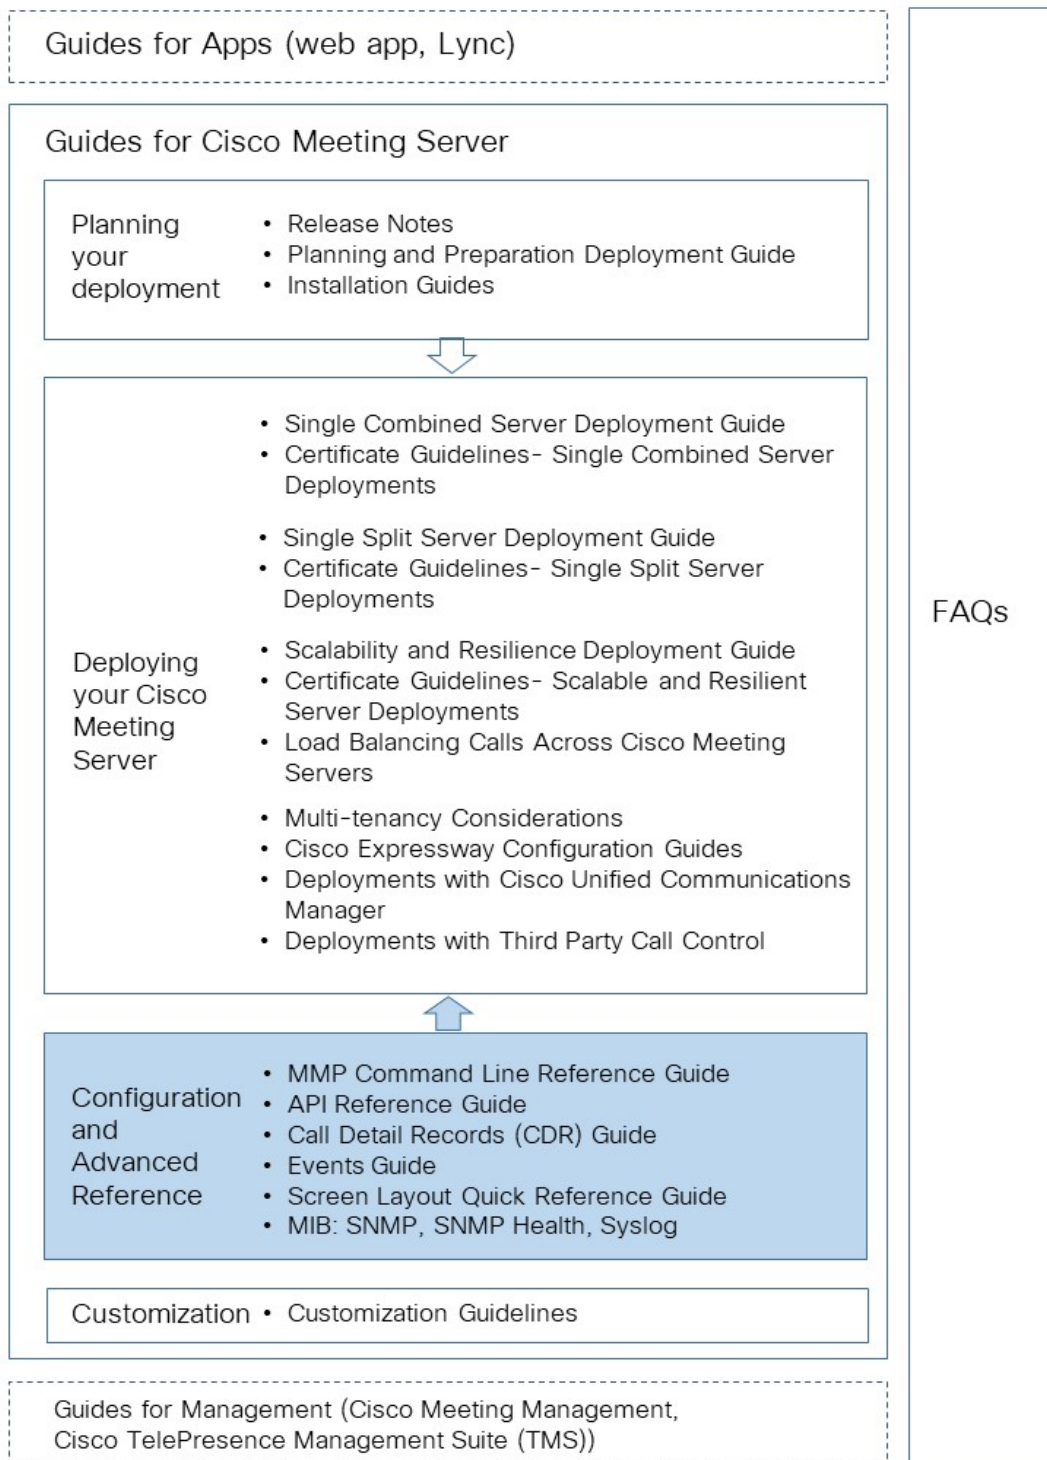 Guides for Apps (web app, Lync)
Guides for Cisco Meeting Server
Planning
your
deployment
• Release Notes
• Planning and Preparation Deployment Guide
• Installation Guides
Deploying
your Cisco
Meeting
Server
• Single Combined Server Deployment Guide
• Certificate Guidelines- Single Combined Server
Deployments
• Single Split Server Deployment Guide
• Certificate Guidelines- Single Split Server
Deployments
• Scalability and Resilience Deployment Guide
• Certificate Guidelines- Scalable and Resilient
Server Deployments
• Load Balancing Calls Across Cisco Meeting
Servers
• Multi-tenancy Considerations
• Cisco Expressway Configuration Guides
• Deployments with Cisco Unified Communications
Manager
• Deployments with Third Party Call Control
Configuration
and
Advanced
Reference
• MMP Command Line Reference Guide
• API Reference Guide
• Call Detail Records (CDR) Guide
• Events Guide
• Screen Layout Quick Reference Guide
• MIB: SNMP, SNMP Health, Syslog
Customization • Customization Guidelines
Guides for Management (Cisco Meeting Management,
Cisco TelePresence Management Suite (TMS))
FAQs